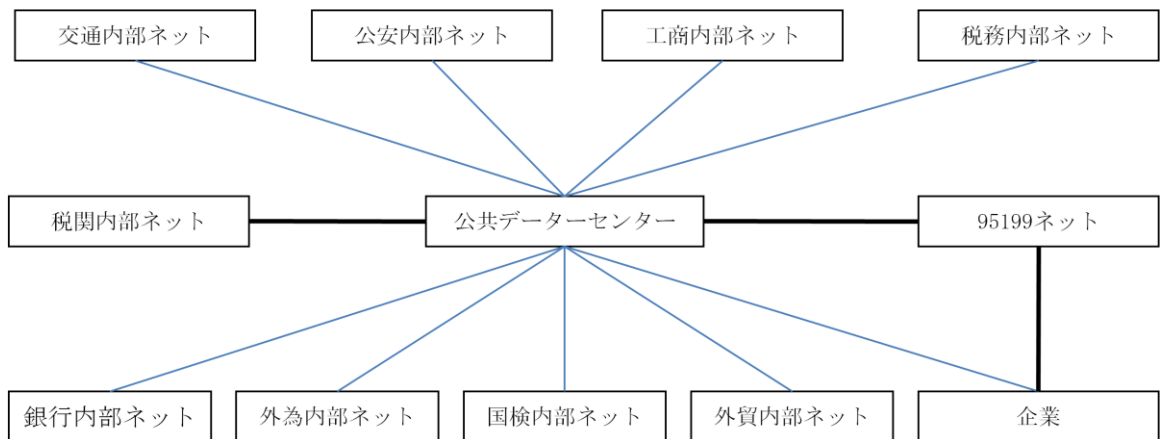 交通内部ネット
公安内部ネット
工商内部ネット
税務内部ネット
税関内部ネット
公共データーセンター
95199ネット
銀行内部ネット
外為内部ネット
国検内部ネット
外貿内部ネット
企業